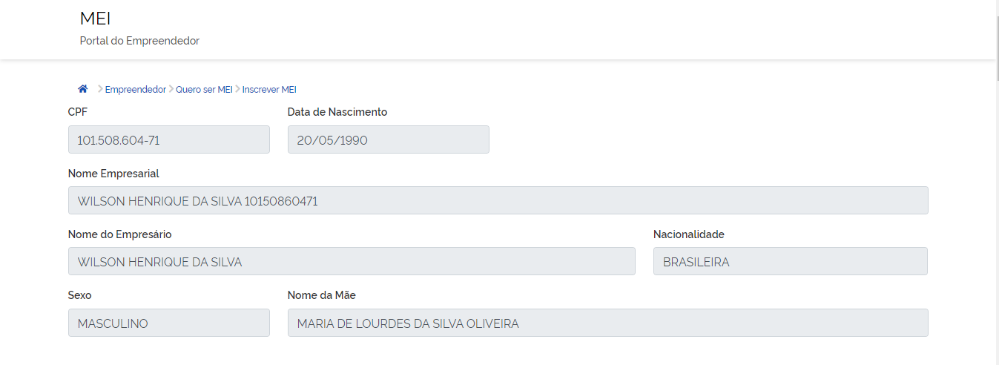 MEI
Portal do Empreendedor
Empreendedor Quero ser MEI Inscrever MEI
CPF Data de Nascimento
101.508.604-71 20/05/1990
Nome Empresarial
WILSON HENRIQUE DA SILVA 10150860471
Nome do Empresário Nacionalidade
WILSON HENRIQUE DA SILVA BRASILEIRA
Sexo Nome da Mãe
MASCULINO MARIA DE LOURDES DA SILVA OLIVEIRA